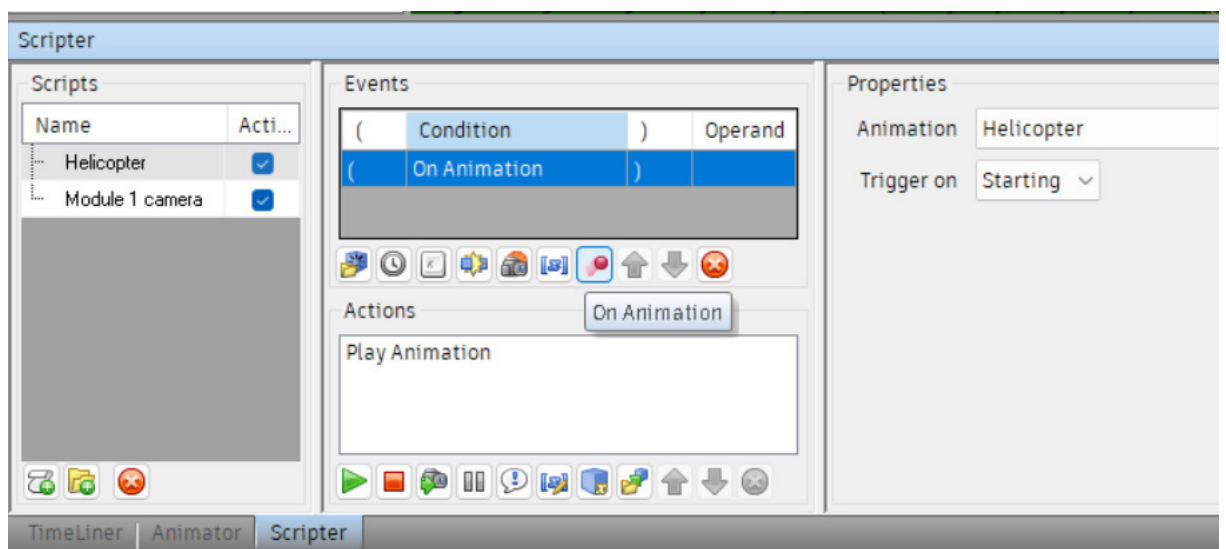 Scripter
Scripts
Name Acti...
Helicopter
Module 1 camera
Events
( Condition ) Operand
( On Animation )
On Animation
Actions
Play Animation
Properties
Animation Helicopter
Trigger on Starting
TimeLiner Animator Scripter